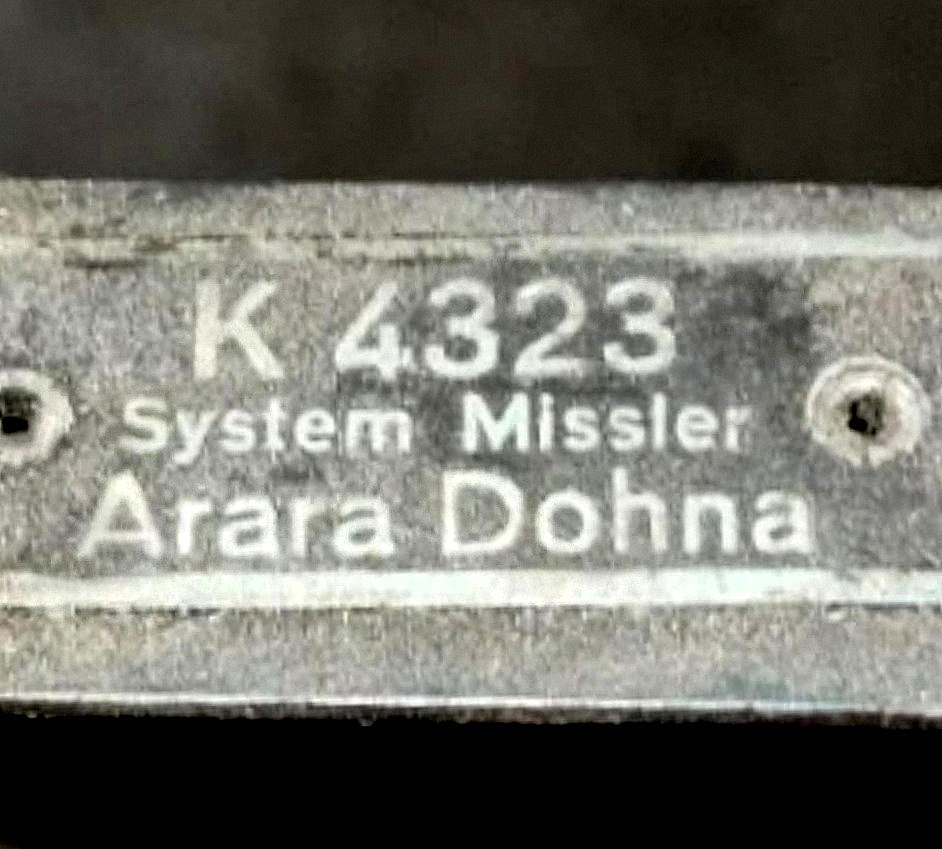 K 4323
System Missler
Arara Dohna